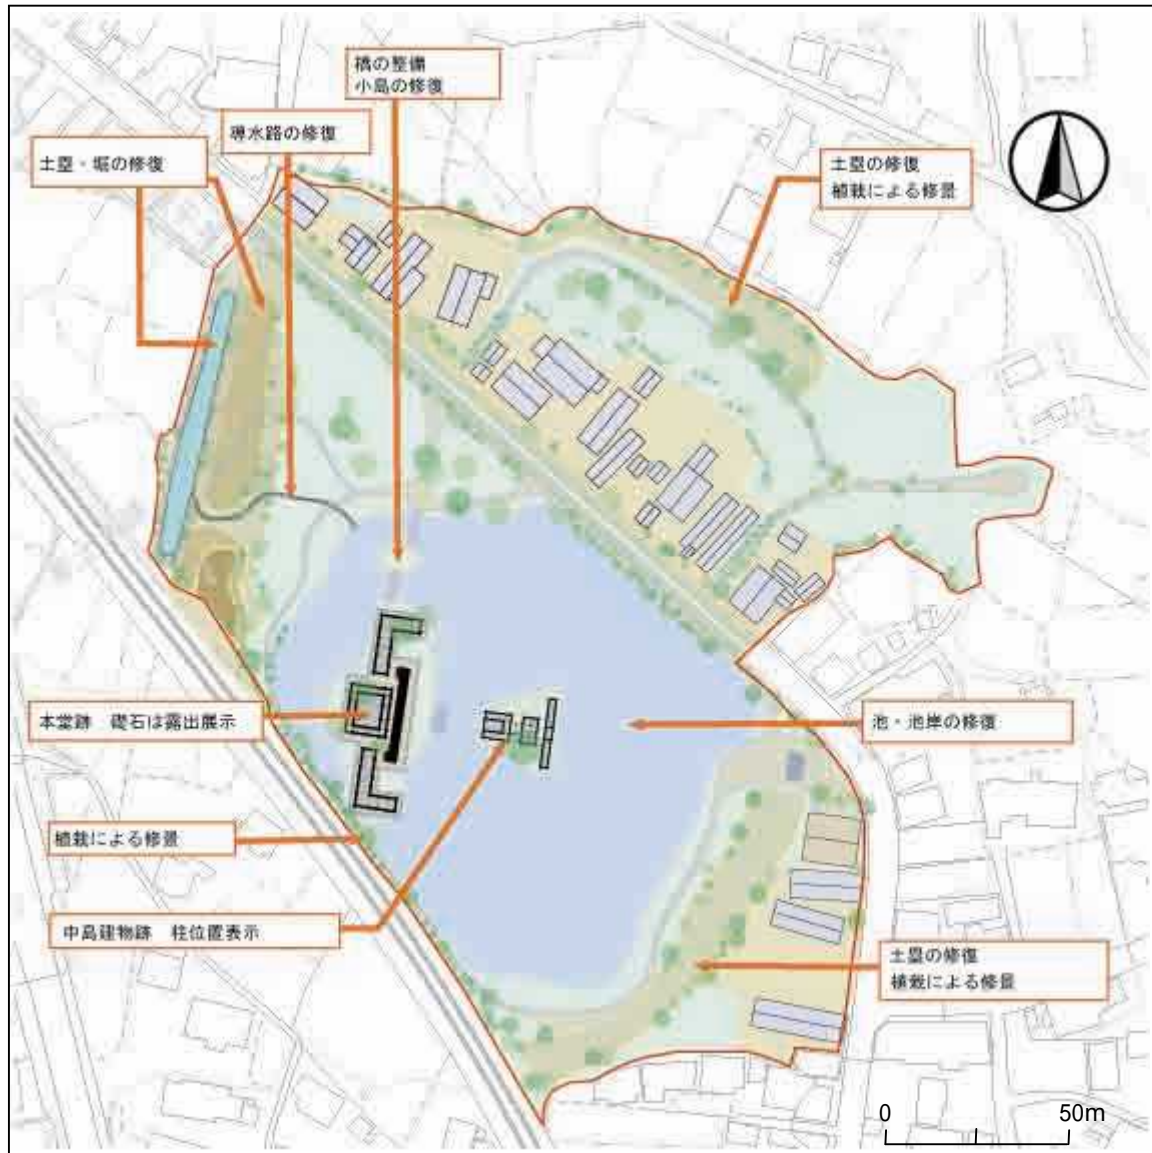 橋の整備
小島の修復
導水路の修復
土塁・堀の修復
土塁の修復
植栽による修景
本堂跡 礎石は露出展示
池・池岸の修復
植栽による修景
中島建物跡 柱位置表示
土塁の修復
植栽による修景
0 50m